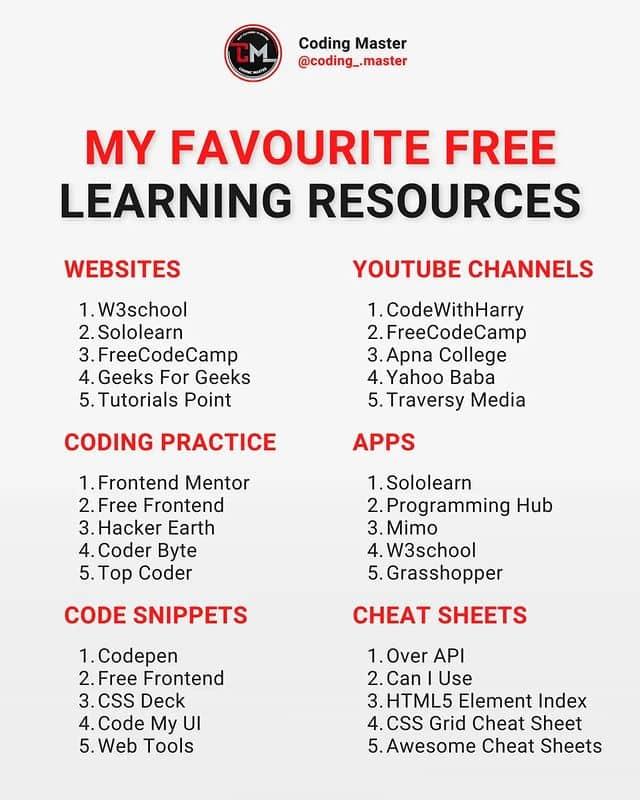 Coding Master
@coding_.master
MY FAVOURITE FREE
LEARNING RESOURCES
WEBSITES
1. W3school
2. Sololearn
3. FreeCodeCamp
4. Geeks For Geeks
5. Tutorials Point
YOUTUBE CHANNELS
1. CodeWithHarry
2. FreeCodeCamp
3. Apna College
4. Yahoo Baba
5. Traversy Media
CODING PRACTICE
1. Frontend Mentor
2. Free Frontend
3. Hacker Earth
4. Coder Byte
5. Top Coder
APPS
1. Sololearn
2. Programming Hub
3. Mimo
4. W3school
5. Grasshopper
CODE SNIPPETS
1. Codepen
2. Free Frontend
3. CSS Deck
4. Code My UI
5. Web Tools
CHEAT SHEETS
1. Over API
2. Can I Use
3. HTML5 Element Index
4. CSS Grid Cheat Sheet
5. Awesome Cheat Sheets